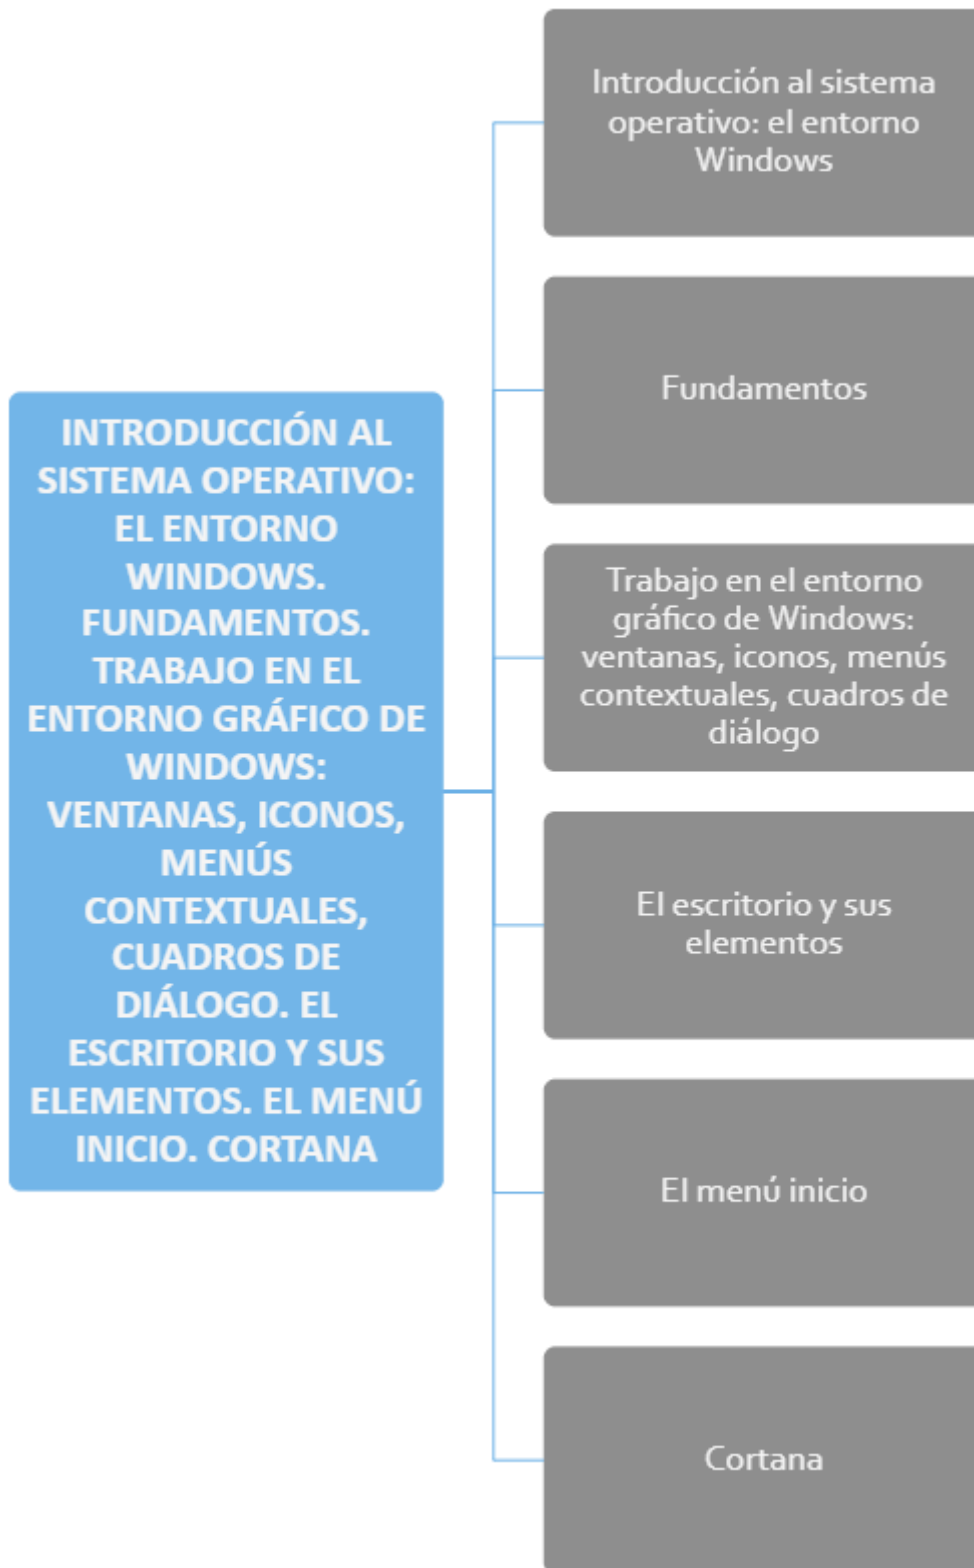 INTRODUCCIÓN AL
SISTEMA OPERATIVO:
EL ENTORNO
WINDOWS.
FUNDAMENTOS.
TRABAJO EN EL
ENTORNO GRÁFICO DE
WINDOWS:
VENTANAS, ICONOS,
MENÚS
CONTEXTUALES,
CUADROS DE
DIÁLOGO. EL
ESCRITORIO Y SUS
ELEMENTOS. EL MENÚ
INICIO. CORTANA
Introducción al sistema
operativo: el entorno
Windows
Fundamentos
Trabajo en el entorno
gráfico de Windows:
ventanas, iconos, menús
contextuales, cuadros de
diálogo
El escritorio y sus
elementos
El menú inicio
Cortana